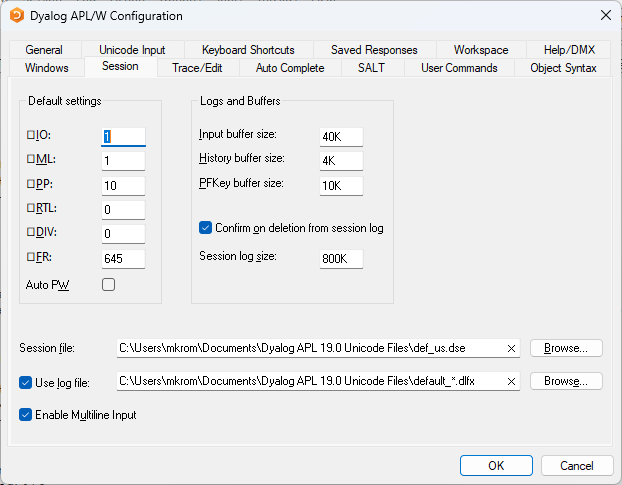 Dyalog APL/W Configuration
General Unicode Input Keyboard Shortcuts Saved Responses Workspace Help/DMX
Windows Session Trace/Edit Auto Complete SALT User Commands Object Syntax
Default settings
⎕IO: 1
⎕ML: 1
⎕PP: 10
⎕RTL: 0
⎕DIV: 0
⎕FR: 645
Auto PW
Logs and Buffers
Input buffer size: 40K
History buffer size: 4K
PFKey buffer size: 10K
Confirm on deletion from session log
Session log size: 800K
Session file: C:\Users\mkrom\Documents\Dyalog APL 19.0 Unicode Files\def_us.dse Browse...
Use log file: C:\Users\mkrom\Documents\Dyalog APL 19.0 Unicode Files\default_*.dlfx Browse...
Enable Multiline Input
OK Cancel